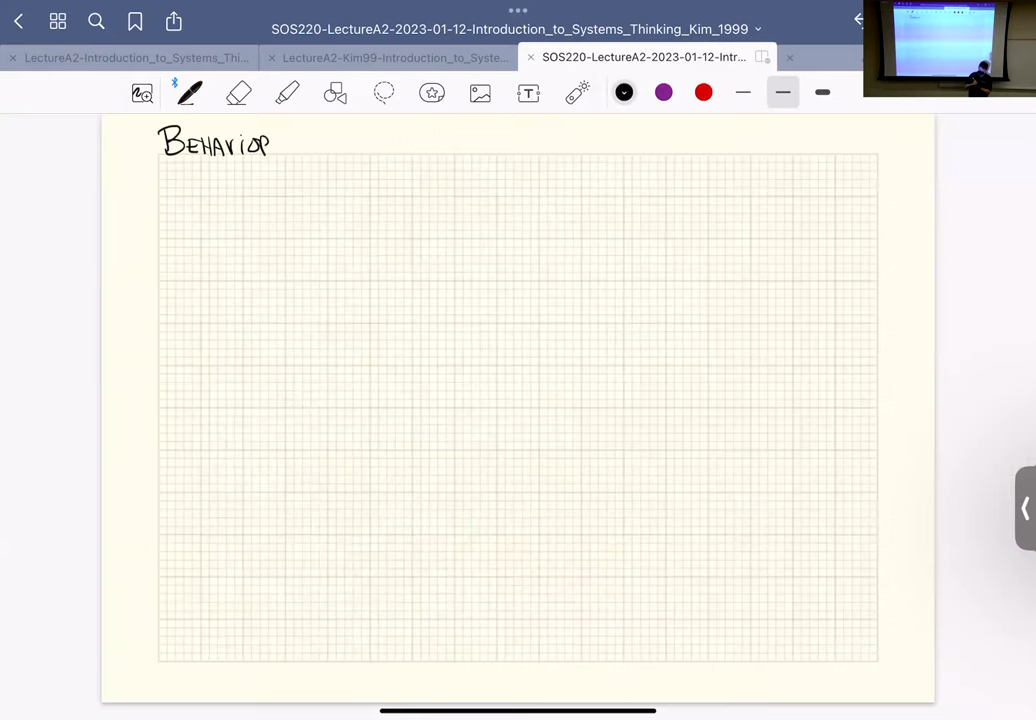 SOS220-LectureA2-2023-01-12-Introduction_to_Systems_Thinking_Kim_1999
LectureA2-Introduction_to_Systems_Thi...
LectureA2-Kim99-Introduction_to_Syste...
SOS220-LectureA2-2023-01-12-Intr...
T
BEHAViOR